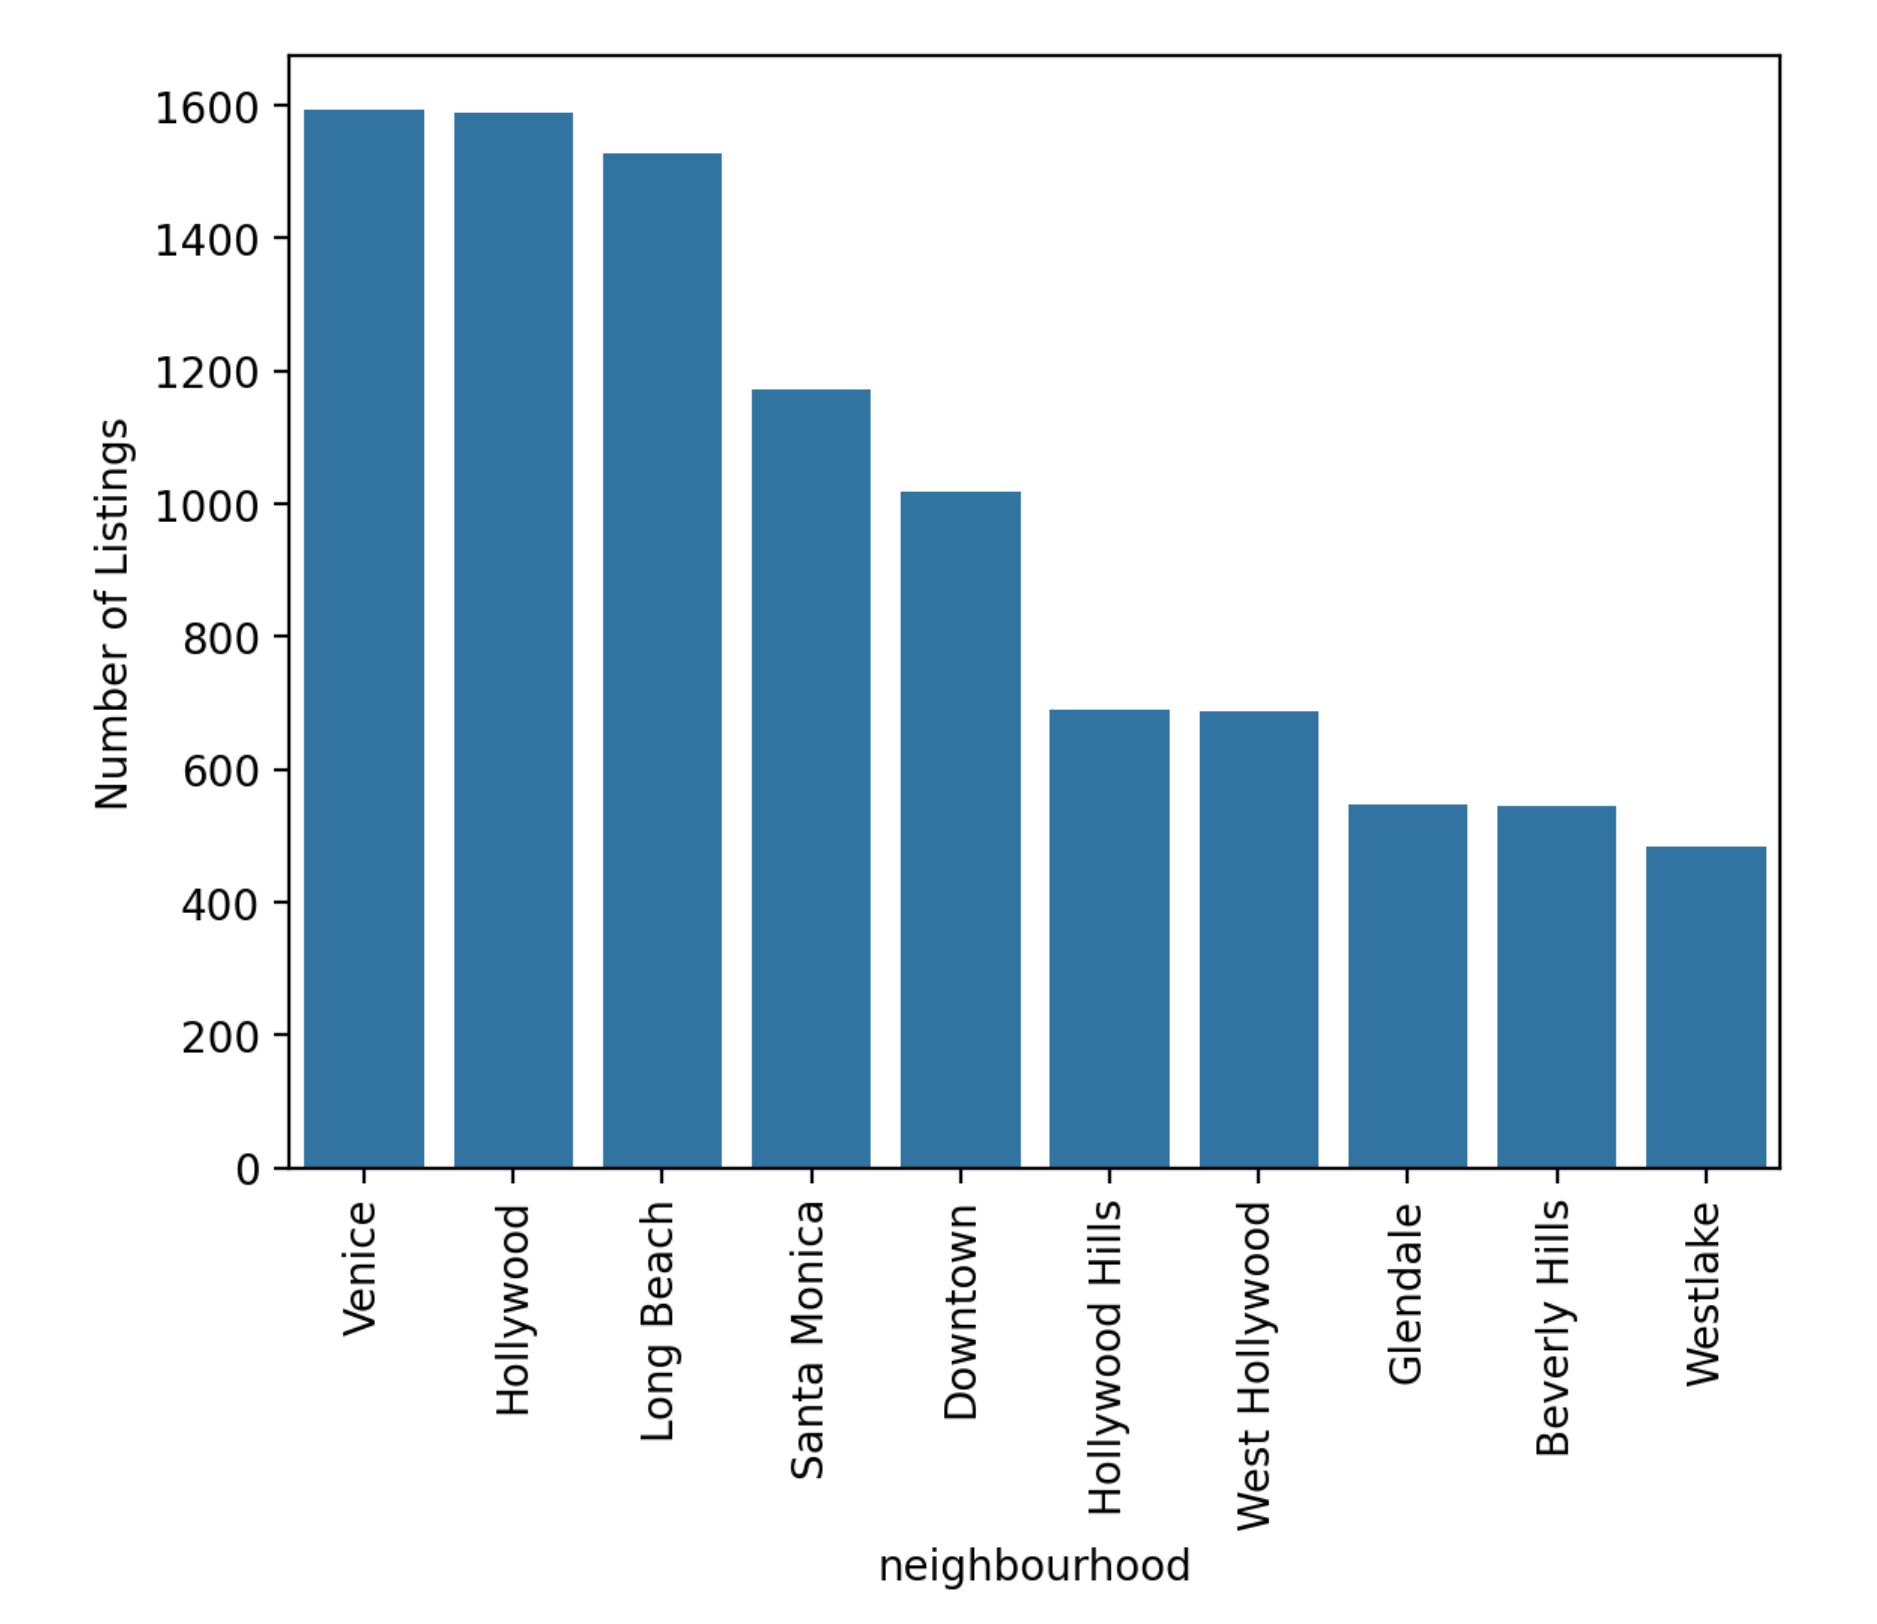 1600
1400
1200
1000
800
600
400
200
0
Number of Listings
Venice
Hollywood
Long Beach
Santa Monica
Downtown
Hollywood Hills
West Hollywood
Glendale
Beverly Hills
Westlake
neighbourhood